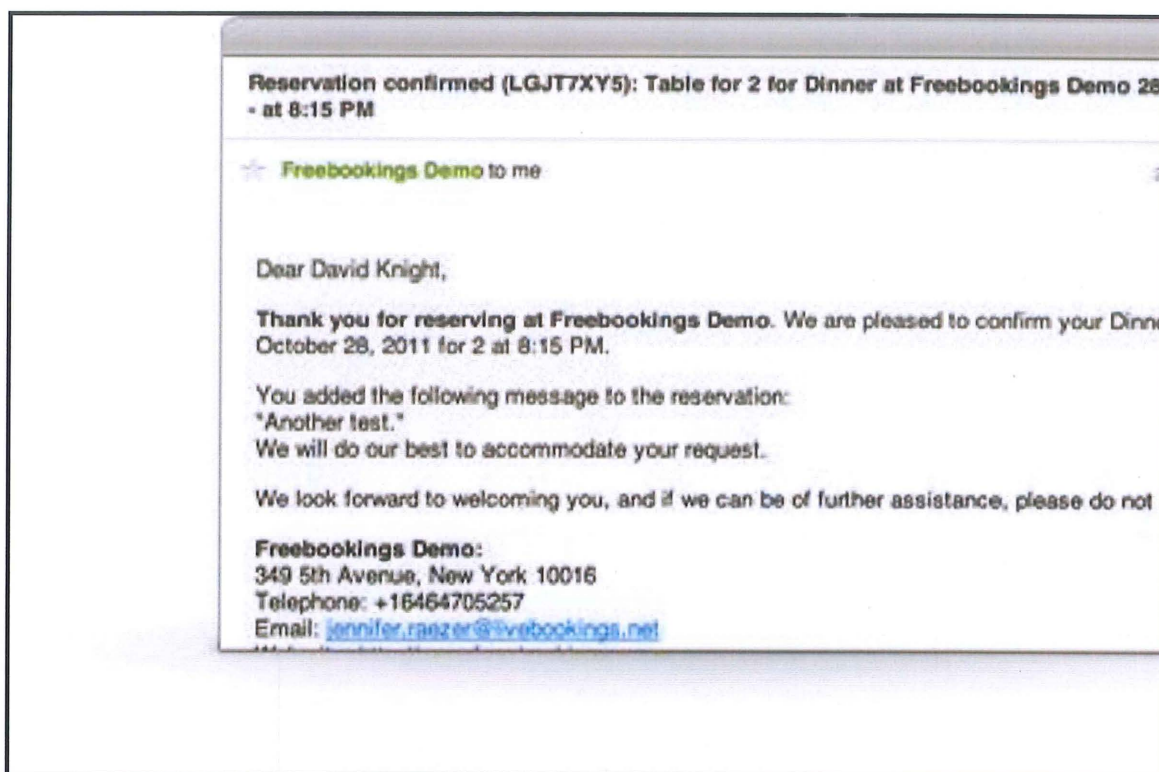 Reservation confirmed (LGJT7XY5): Table for 2 for Dinner at Freebookings Demo 28
- at 8:15 PM
Freebookings Demo to me
Dear David Knight,
Thank you for reserving at Freebookings Demo. We are pleased to confirm your
October 28, 2011 for 2 at 8:15 PM.
You added the following message to the reservation:
"Another test."
We will do our best to accommodate your request.
We look forward to welcoming you, and if we can be of further assistance, please do not
Freebookings Demo:
349 5th Avenue, New York 10016
Telephone: +16464705257
Email: jennifer.raezer@livebookings.net